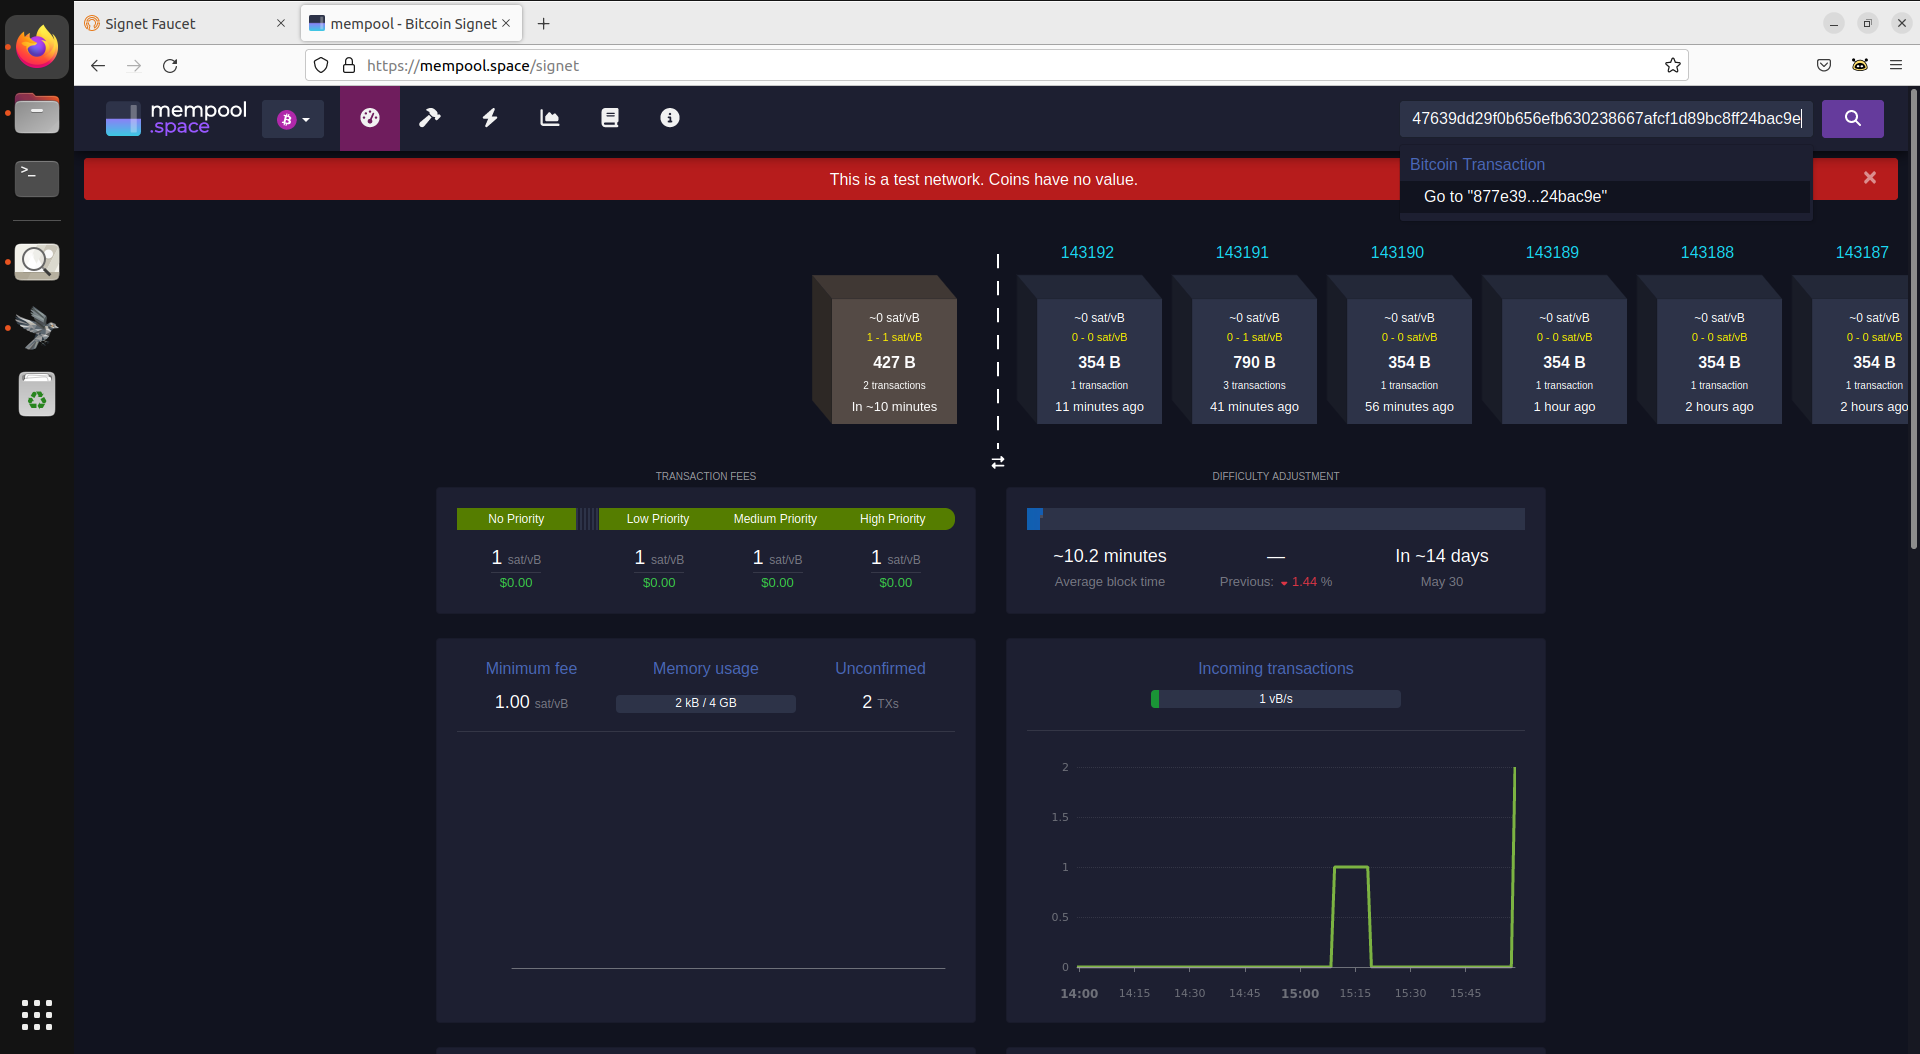 Signet Faucet
mempool - Bitcoin Signet
https://mempool.space/signet
mempool
.space
47639dd29f0b656efb630238667afcf1d89bc8ff24bac9e
Bitcoin Transaction
Go to "877e39...24bac9e"
This is a test network. Coins have no value.
143192 143191 143190 143189 143188 143187
~0 sat/vB ~0 sat/vB ~0 sat/vB ~0 sat/vB ~0 sat/vB ~0 sat/vB ~0 sat/vB
1 - 1 sat/vB 0 - 0 sat/vB 0 - 1 sat/vB 0 - 0 sat/vB 0 - 0 sat/vB 0 - 0 sat/vB 0 - 0 sat/vB
427 B 354 B 790 B 354 B 354 B 354 B 354 B
2 transactions 1 transaction 3 transactions 1 transaction 1 transaction 1 transaction 1 transaction
In ~10 minutes 11 minutes ago 41 minutes ago 56 minutes ago 1 hour ago 2 hours ago 2 hours ago
TRANSACTION FEES
No Priority Low Priority Medium Priority High Priority
1 sat/vB 1 sat/vB 1 sat/vB 1 sat/vB
$0.00 $0.00 $0.00 $0.00
DIFFICULTY ADJUSTMENT
~10.2 minutes — In ~14 days
Average block time Previous: 1.44 % May 30
Minimum fee Memory usage Unconfirmed
1.00 sat/vB 2 kB / 4 GB 2 TXs
Incoming transactions
1 vB/s
2
1.5
1
0.5
0
14:00 14:15 14:30 14:45 15:00 15:15 15:30 15:45